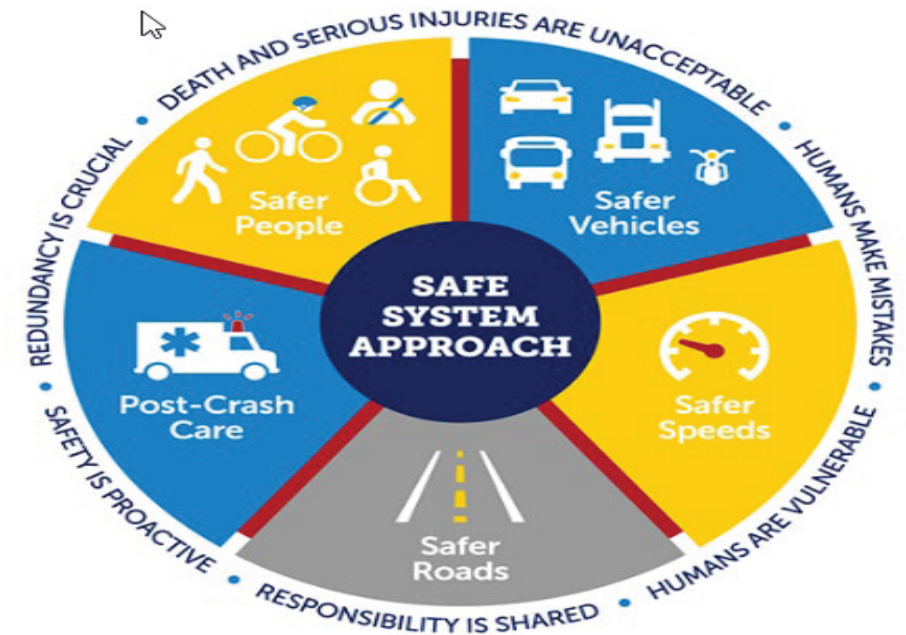 DEATH AND SERIOUS INJURIES ARE UNACCEPTABLE
HUMANS MAKE MISTAKES
HUMANS ARE VULNERABLE
RESPONSIBILITY IS SHARED
SAFETY IS PROACTIVE
REDUNDANCY IS CRUCIAL
Safer
People
Safer
Vehicles
SAFE
SYSTEM
APPROACH
Post-Crash
Care
Safer
Speeds
Safer
Roads